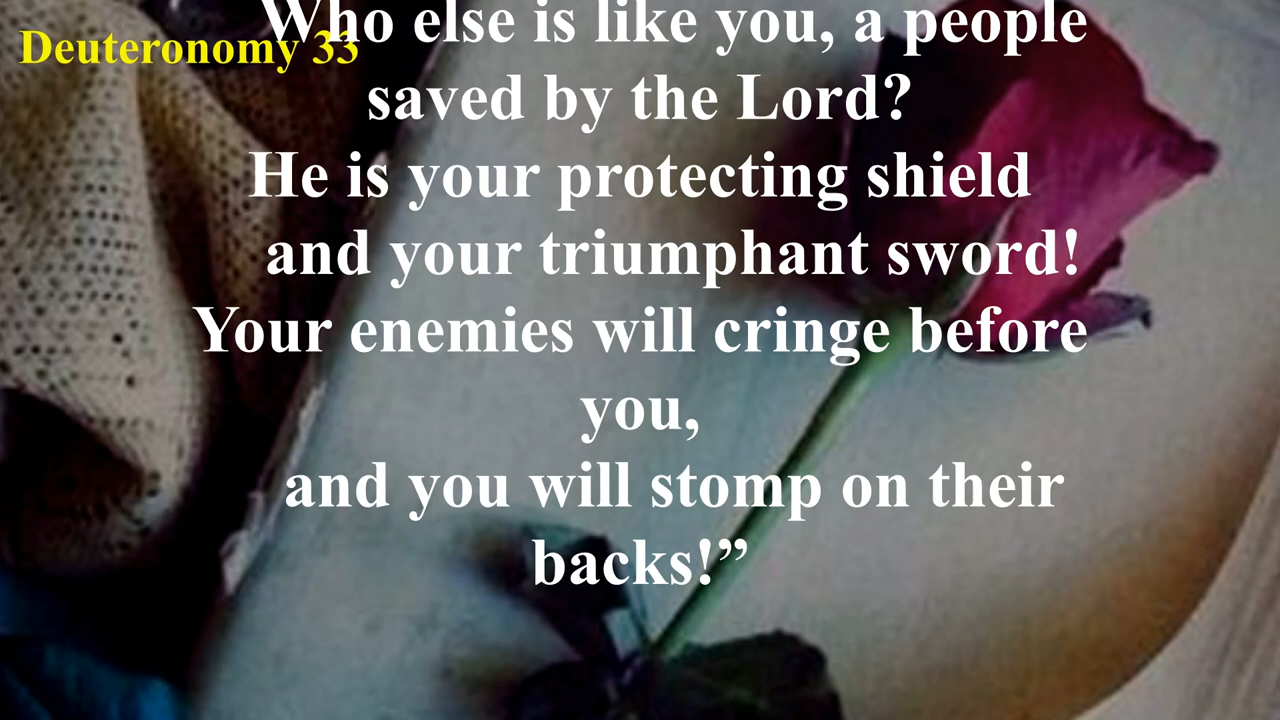 Deuteronomy 33
Who else is like you, a people
saved by the Lord?
He is your protecting shield
and your triumphant sword!
Your enemies will cringe before
you,
and you will stomp on their
backs!”